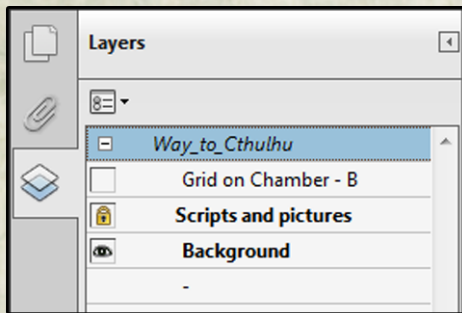 Layers
Way_to_Cthulhu
Grid on Chamber - B
Scripts and pictures
Background
-